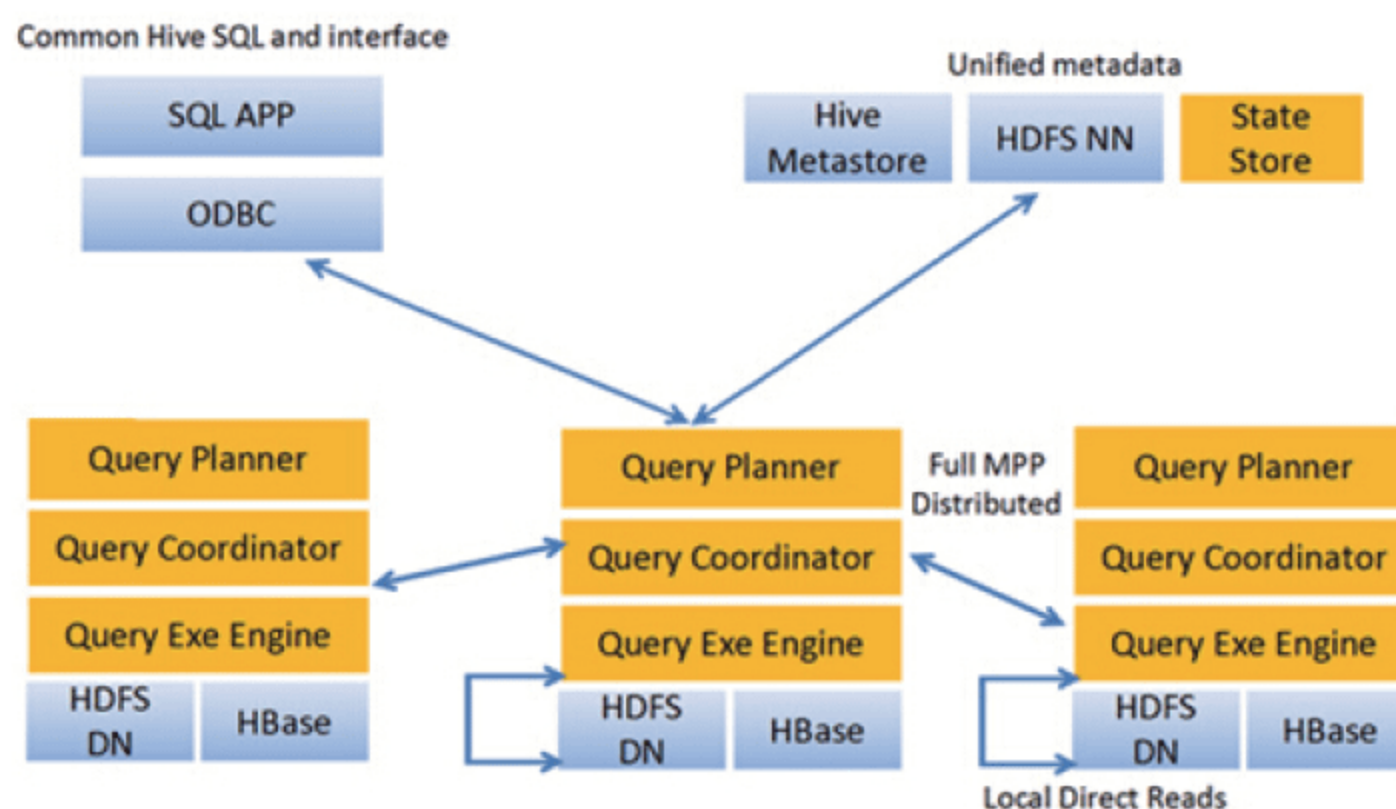 Common Hive SQL and interface
SQL APP
ODBC
Unified metadata
Hive
Metastore
HDFS NN
State
Store
Query Planner
Query Coordinator
Query Exe Engine
HDFS
DN
HBase
Query Planner
Query Coordinator
Query Exe Engine
HDFS
DN
HBase
Full MPP
Distributed
Query Planner
Query Coordinator
Query Exe Engine
HDFS
DN
HBase
Local Direct Reads